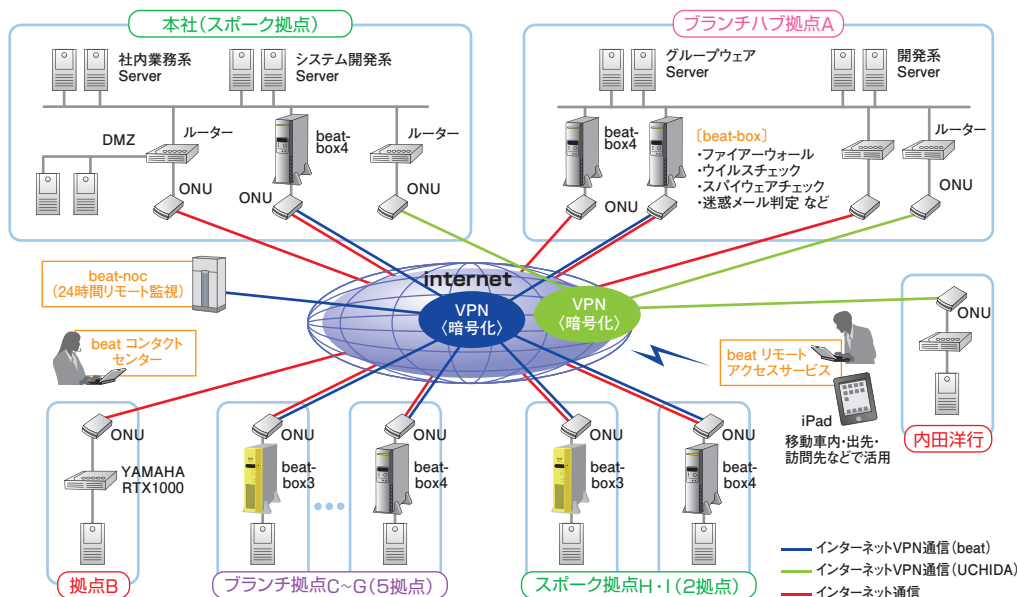 本社（スポーク拠点）
社内業務系
Server
システム開発系
Server
DMZ
ルーター
beat-
box4
ルーター
ONU
ONU
ONU
ブランチハブ拠点A
グループウェア
Server
開発系
Server
beat-
box4
〔beat-box〕
・ファイアーウォール
・ウイルスチェック
・スパイウェアチェック
・迷惑メール判定 など
ルーター
ONU
ONU
beat-noc
（24時間リモート監視）
internet
VPN
〈暗号化〉
VPN
〈暗号化〉
beat コンタクト
センター
beat リモート
アクセスサービス
iPad
移動車内・出先・
訪問先などで活用
ONU
内田洋行
ONU
YAMAHA
RTX1000
拠点B
ONU
beat-
box3
ONU
beat-
box4
ブランチ拠点C~G（5拠点）
ONU
beat-
box3
ONU
beat-
box4
スポーク拠点H・I（2拠点）
インターネットVPN通信（beat）
インターネットVPN通信（UCHIDA）
インターネット通信